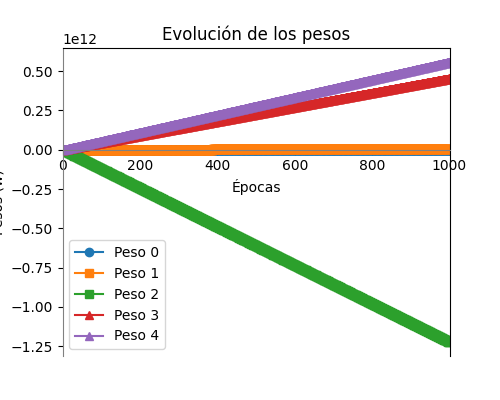 Evolución de los pesos
1e12
0.50
0.25
0.00
−0.25
−0.50
−0.75
−1.00
−1.25
0 200 400 600 800 1000
Épocas
Peso 0
Peso 1
Peso 2
Peso 3
Peso 4